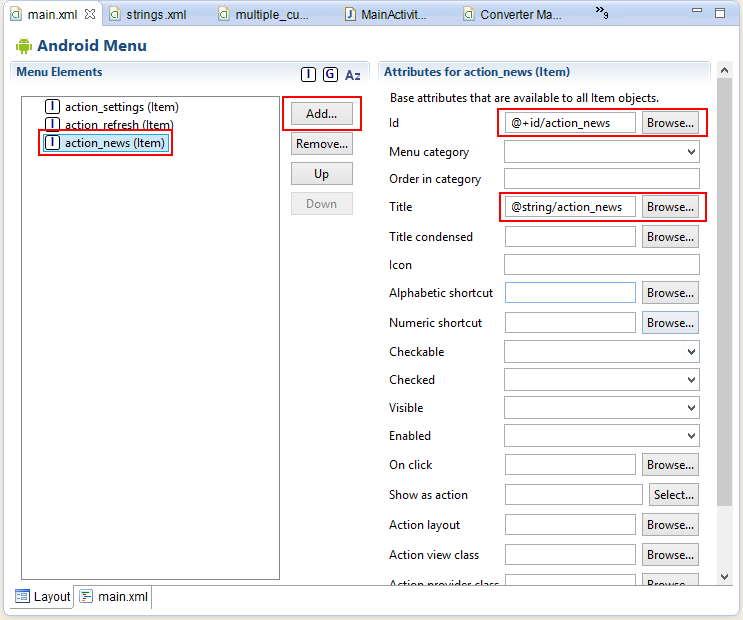 main.xml strings.xml multiple_cu... MainActivit... Converter Ma... »9
Android Menu
Menu Elements I G Az
Attributes for action_news (Item)
I action_settings (Item)
I action_refresh (Item)
I action_news (Item)
Add...
Remove...
Up
Down
Base attributes that are available to all Item objects.
Id @+id/action_news Browse...
Menu category
Order in category
Title @string/action_news Browse...
Title condensed Browse...
Icon
Alphabetic shortcut Browse...
Numeric shortcut Browse...
Checkable
Checked
Visible
Enabled
On click Browse...
Show as action Select...
Action layout Browse...
Action view class Browse...
Action provider class Browse...
Layout main.xml